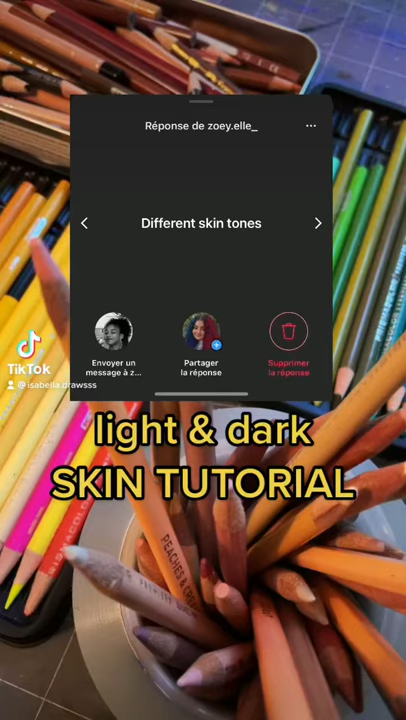 Réponse de zoey.elle_
Different skin tones
Envoyer un
message à z...
Partager
la réponse
Supprimer
la réponse
TikTok
@isabella.drawsss
light & dark
SKIN TUTORIAL
PRISMACOLOR
PEACHES & CREAM